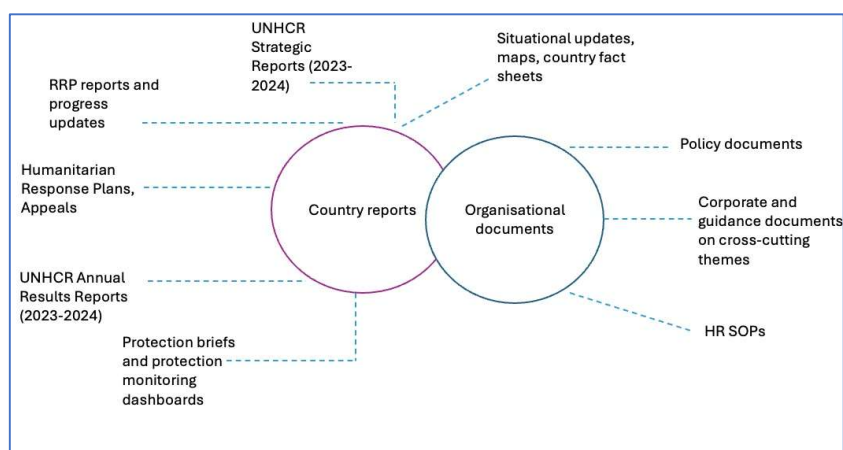 UNHCR
Strategic
Reports (2023-
2024)
Situational updates,
maps, country fact
sheets
RRP reports and
progress
updates
Policy documents
Humanitarian
Response Plans,
Appeals
Country reports
Organisational
documents
Corporate and
guidance documents
on cross-cutting
themes
UNHCR Annual
Results Reports
(2023-2024)
HR SOPs
Protection briefs
and protection
monitoring
dashboards